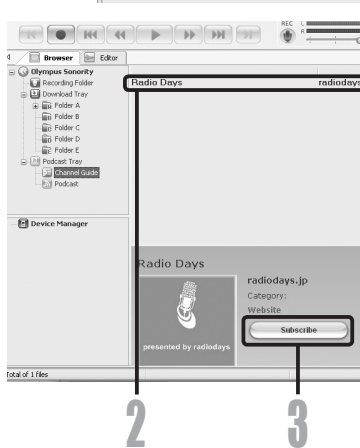 REC L
R
Browser Editor
Olympus Sonority
Recording Folder
Download Tray
Folder A
Folder B
Folder C
Folder D
Folder E
Podcast Tray
Channel Guide
Podcast
Device Manager
Radio Days radiodays
Radio Days
presented by radiodays
radiodays.jp
Category:
Website
Subscribe
Total of 1 files
2 3